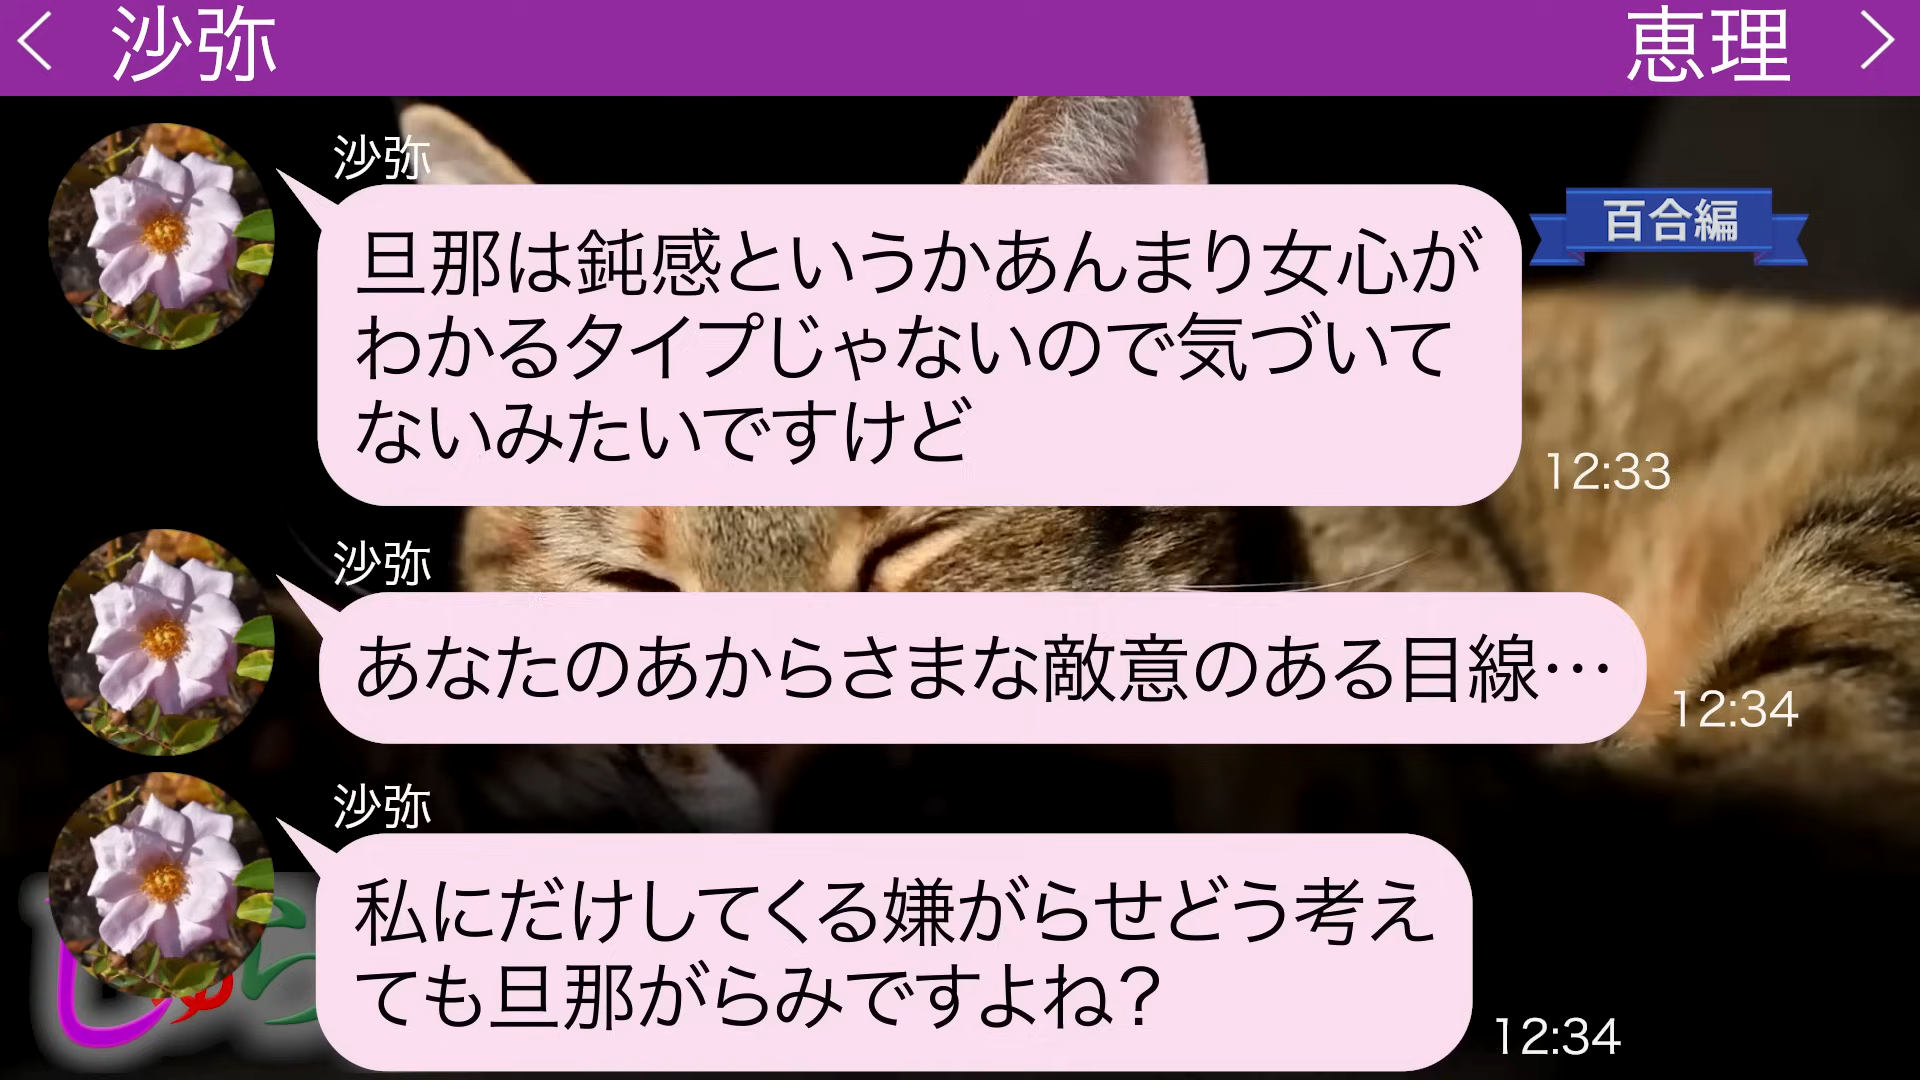 沙弥
恵理
沙弥
百合編
旦那は鈍感というかあんまり女心が
わかるタイプじゃないので気づいて
ないみたいですけど
12:33
沙弥
あなたのあからさまな敵意のある目線…
12:34
沙弥
私にだけしてくる嫌がらせどう考え
ても旦那がらみですよね？
12:34